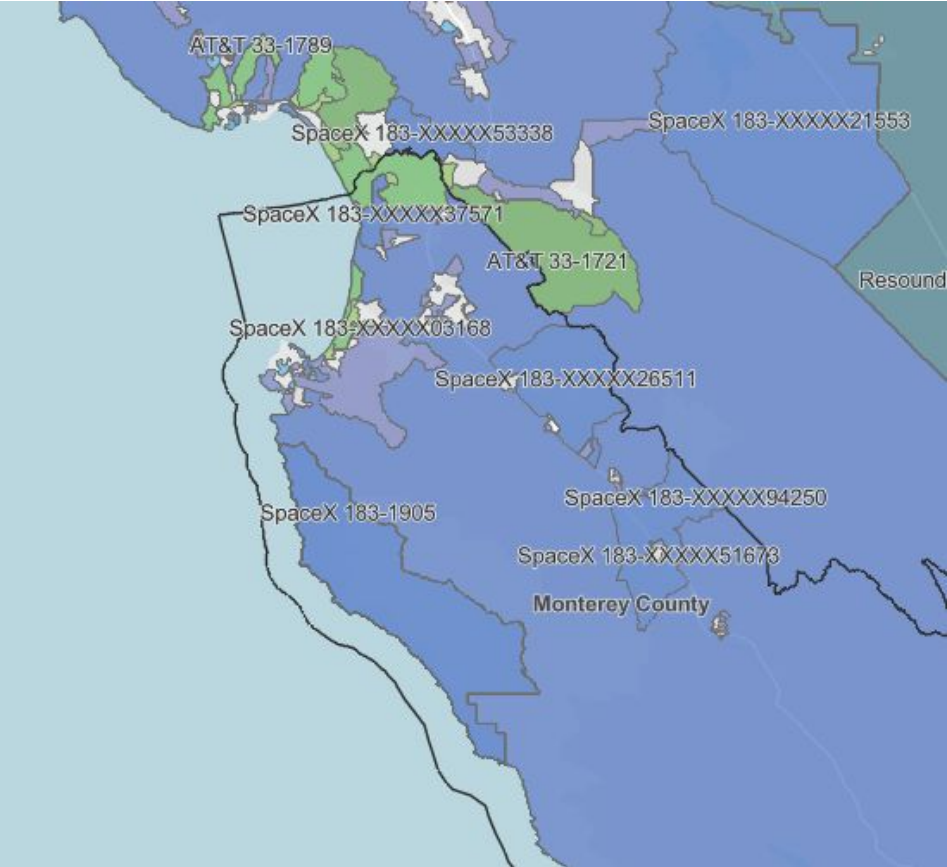 AT&T 33-1789
SpaceX 183-XXXXX53338
SpaceX 183-XXXXX21553
SpaceX 183-XXXXX37571
AT&T 33-1721
Resound
SpaceX 183-XXXXX03168
SpaceX 183-XXXXX26511
SpaceX 183-XXXXX94250
SpaceX 183-1905
SpaceX 183-XXXXX51673
Monterey County